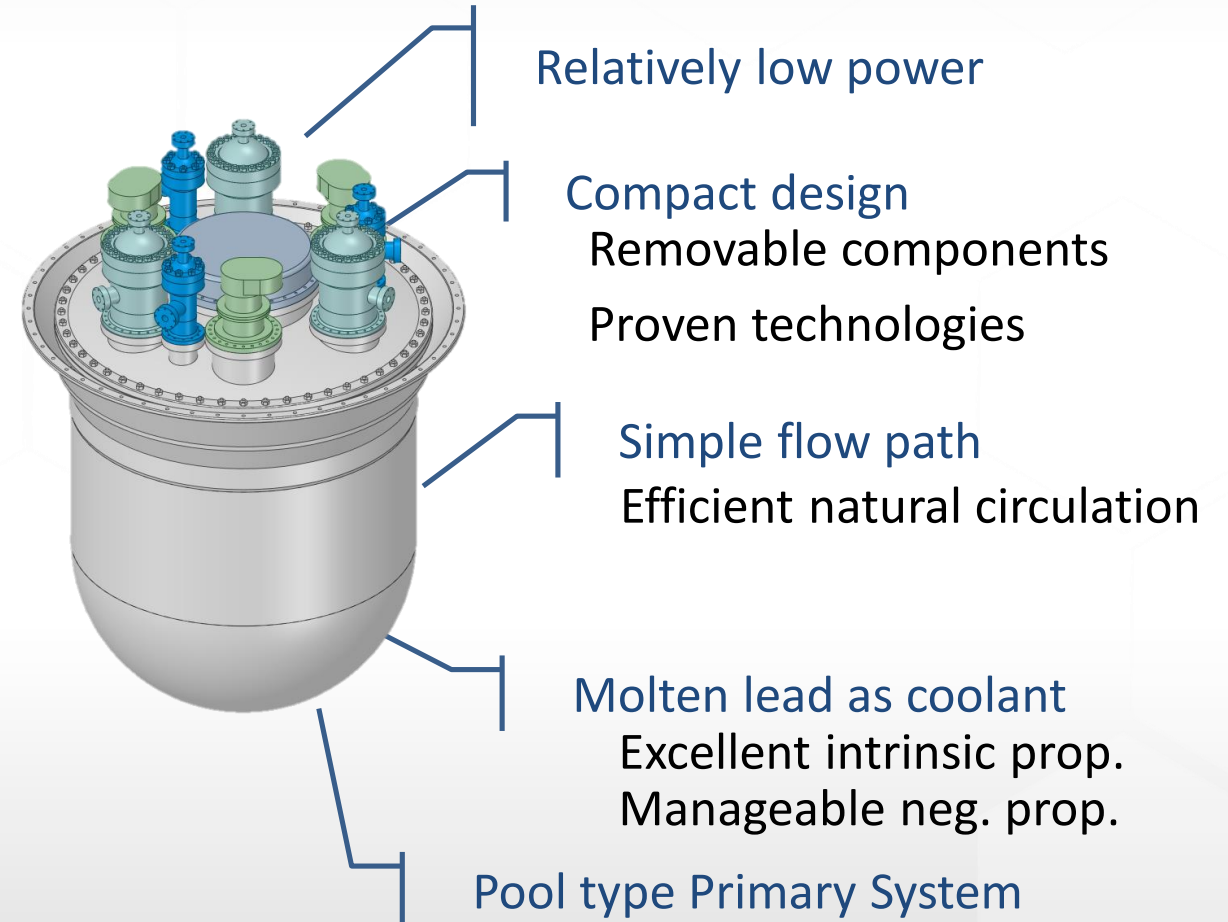 Relatively low power
Compact design
Removable components
Proven technologies
Simple flow path
Efficient natural circulation
Molten lead as coolant
Excellent intrinsic prop.
Manageable neg. prop.
Pool type Primary System